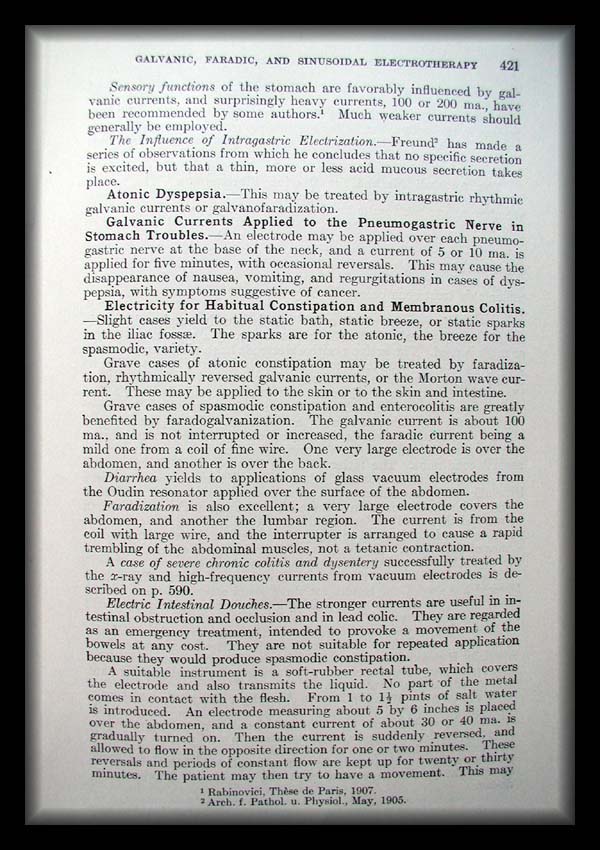 GALVANIC, FARADIC, AND SINUSOIDAL ELECTROTHERAPY 421
Sensory functions of the stomach are favorably influenced by gal-
vanic currents, and surprisingly heavy currents, 100 or 200 ma., have
been recommended by some authors.¹ Much weaker currents should
generally be employed.
The Influence of Intragastric Electrization.—Freund² has made a
series of observations from which he concludes that no specific secretion
is excited, but that a thin, more or less acid mucous secretion takes
place.
Atonic Dyspepsia.—This may be treated by intragastric rhythmic
galvanic currents or galvanofaradization.
Galvanic Currents Applied to the Pneumogastric Nerve in
Stomach Troubles.—An electrode may be applied over each pneumo-
gastric nerve at the base of the neck, and a current of 5 or 10 ma. is
applied for five minutes, with occasional reversals. This may cause the
disappearance of nausea, vomiting, and regurgitations in cases of dys-
pepsia, with symptoms suggestive of cancer.
Electricity for Habitual Constipation and Membranous Colitis.
—Slight cases yield to the static bath, static breeze, or static sparks
in the iliac fossæ. The sparks are for the atonic, the breeze for the
spasmodic, variety.
Grave cases of atonic constipation may be treated by faradiza-
tion, rhythmically reversed galvanic currents, or the Morton wave cur-
rent. These may be applied to the skin or to the skin and intestine.
Grave cases of spasmodic constipation and enterocolitis are greatly
benefited by faradogalvanization. The galvanic current is about 100
ma., and is not interrupted or increased, the faradic current being a
mild one from a coil of fine wire. One very large electrode is over the
abdomen, and another is over the back.
Diarrhea yields to applications of glass vacuum electrodes from
the Oudin resonator applied over the surface of the abdomen.
Faradization is also excellent; a very large electrode covers the
abdomen, and another the lumbar region. The current is from the
coil with large wire, and the interrupter is arranged to cause a rapid
trembling of the abdominal muscles, not a tetanic contraction.
A case of severe chronic colitis and dysentery successfully treated by
the x-ray and high-frequency currents from vacuum electrodes is de-
scribed on p. 590.
Electric Intestinal Douches.—The stronger currents are useful in in-
testinal obstruction and occlusion and in lead colic. They are regarded
as an emergency treatment, intended to provoke a movement of the
bowels at any cost. They are not suitable for repeated application
because they would produce spasmodic constipation.
A suitable instrument is a soft-rubber rectal tube, which covers
the electrode and also transmits the liquid. No part of the metal
comes in contact with the flesh. From 1 to 1½ pints of salt water
is introduced. An electrode measuring about 5 by 6 inches is placed
over the abdomen, and a constant current of about 30 or 40 ma. is
gradually turned on. Then the current is suddenly reversed, and
allowed to flow in the opposite direction for one or two minutes. These
reversals and periods of constant flow are kept up for twenty or thirty
minutes. The patient may then try to have a movement. This may
¹ Rabinovici, Thèse de Paris, 1907.
² Arch. f. Pathol. u. Physiol., May, 1905.